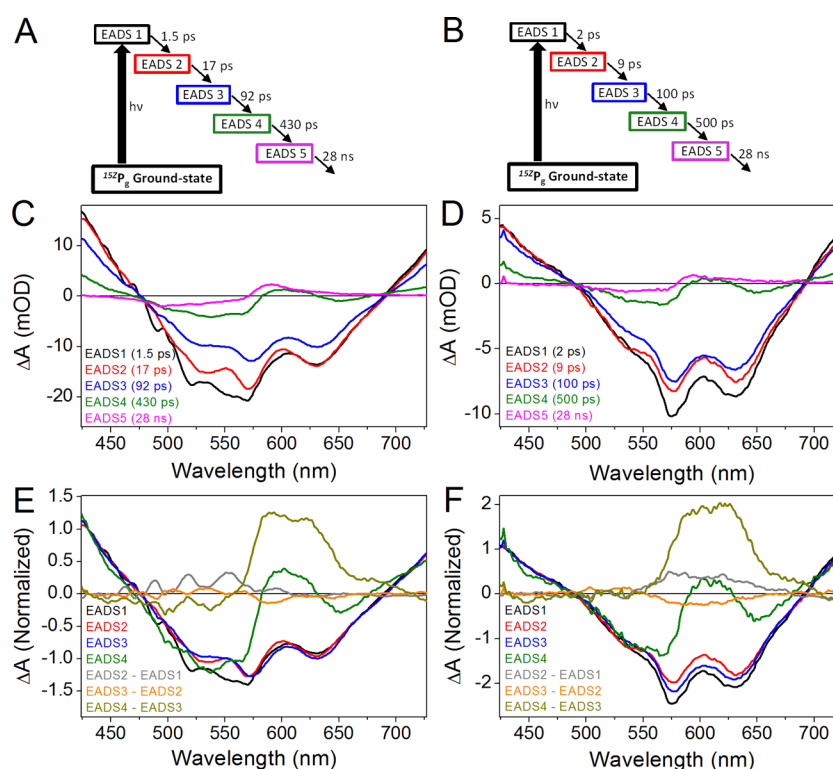 A
EADS 1
1.5 ps
EADS 2
17 ps
EADS 3
92 ps
EADS 4
430 ps
EADS 5
28 ns
hν
15ZPg Ground-state
B
EADS 1
2 ps
EADS 2
9 ps
EADS 3
100 ps
EADS 4
500 ps
EADS 5
28 ns
hν
15ZPg Ground-state
C
10
0
-10
-20
ΔA (mOD)
EADS1 (1.5 ps)
EADS2 (17 ps)
EADS3 (92 ps)
EADS4 (430 ps)
EADS5 (28 ns)
450 500 550 600 650 700
Wavelength (nm)
D
5
0
-5
-10
ΔA (mOD)
EADS1 (2 ps)
EADS2 (9 ps)
EADS3 (100 ps)
EADS4 (500 ps)
EADS5 (28 ns)
450 500 550 600 650 700
Wavelength (nm)
E
1.5
1.0
0.5
0.0
-0.5
-1.0
-1.5
ΔA (Normalized)
EADS1
EADS2
EADS3
EADS4
EADS2 - EADS1
EADS3 - EADS2
EADS4 - EADS3
450 500 550 600 650 700
Wavelength (nm)
F
2
1
0
-1
-2
ΔA (Normalized)
EADS1
EADS2
EADS3
EADS4
EADS2 - EADS1
EADS3 - EADS2
EADS4 - EADS3
450 500 550 600 650 700
Wavelength (nm)